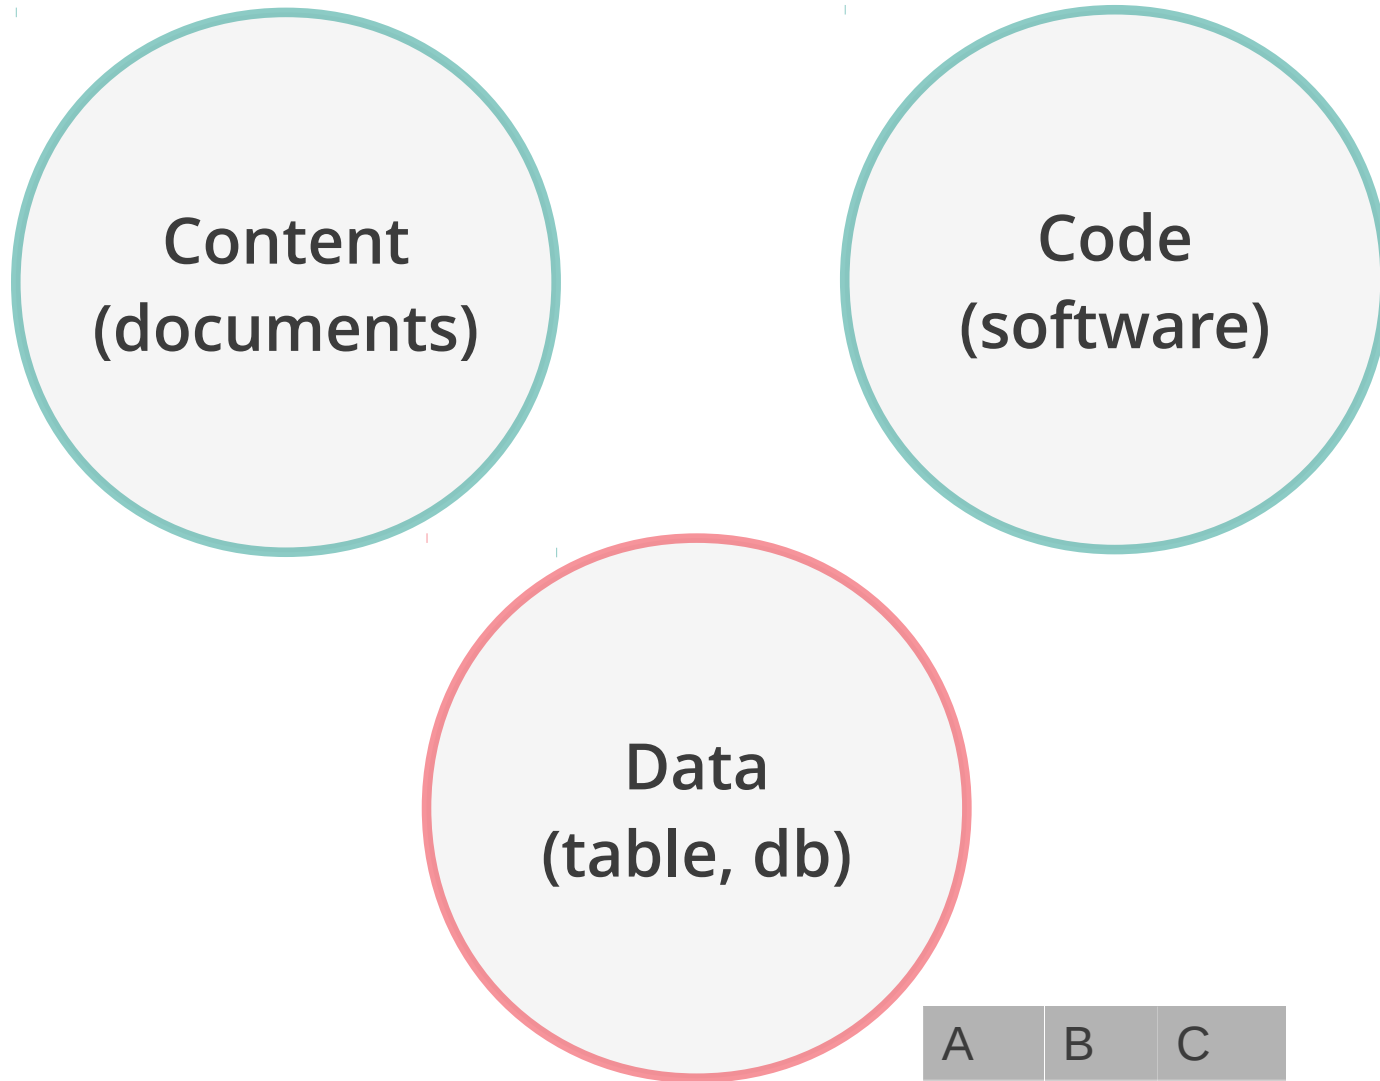 Content
(documents)
Code
(software)
Data
(table, db)
A B C